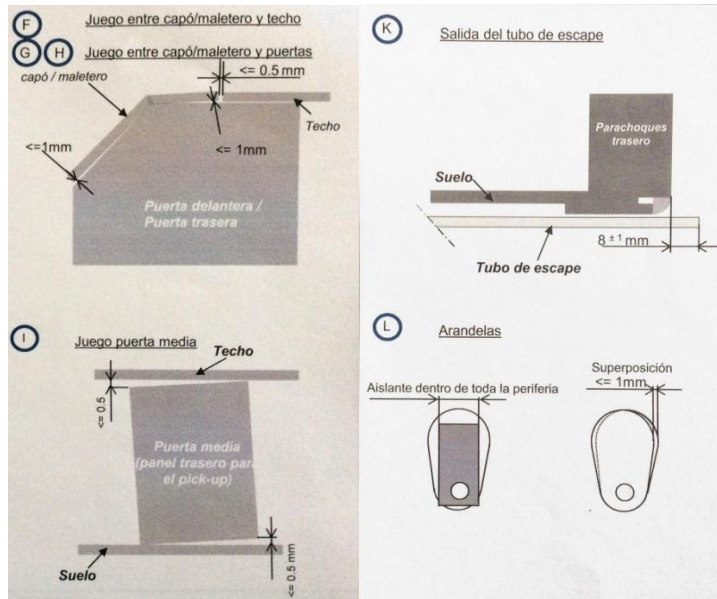 F
Juego entre capó/maletero y techo
G H
Juego entre capó/maletero y puertas
capó / maletero
<= 0.5 mm
Techo
<=1mm
<= 1mm
Puerta delantera /
Puerta trasera
I
Juego puerta media
Techo
<= 0.5
Puerta media
(panel trasero para
el pick-up)
Suelo
<= 0.5 mm
K
Salida del tubo de escape
Parachoques
trasero
Suelo
8 ± 1 mm
Tubo de escape
L
Arandelas
Aislante dentro de toda la periferia
Superposición
<= 1mm